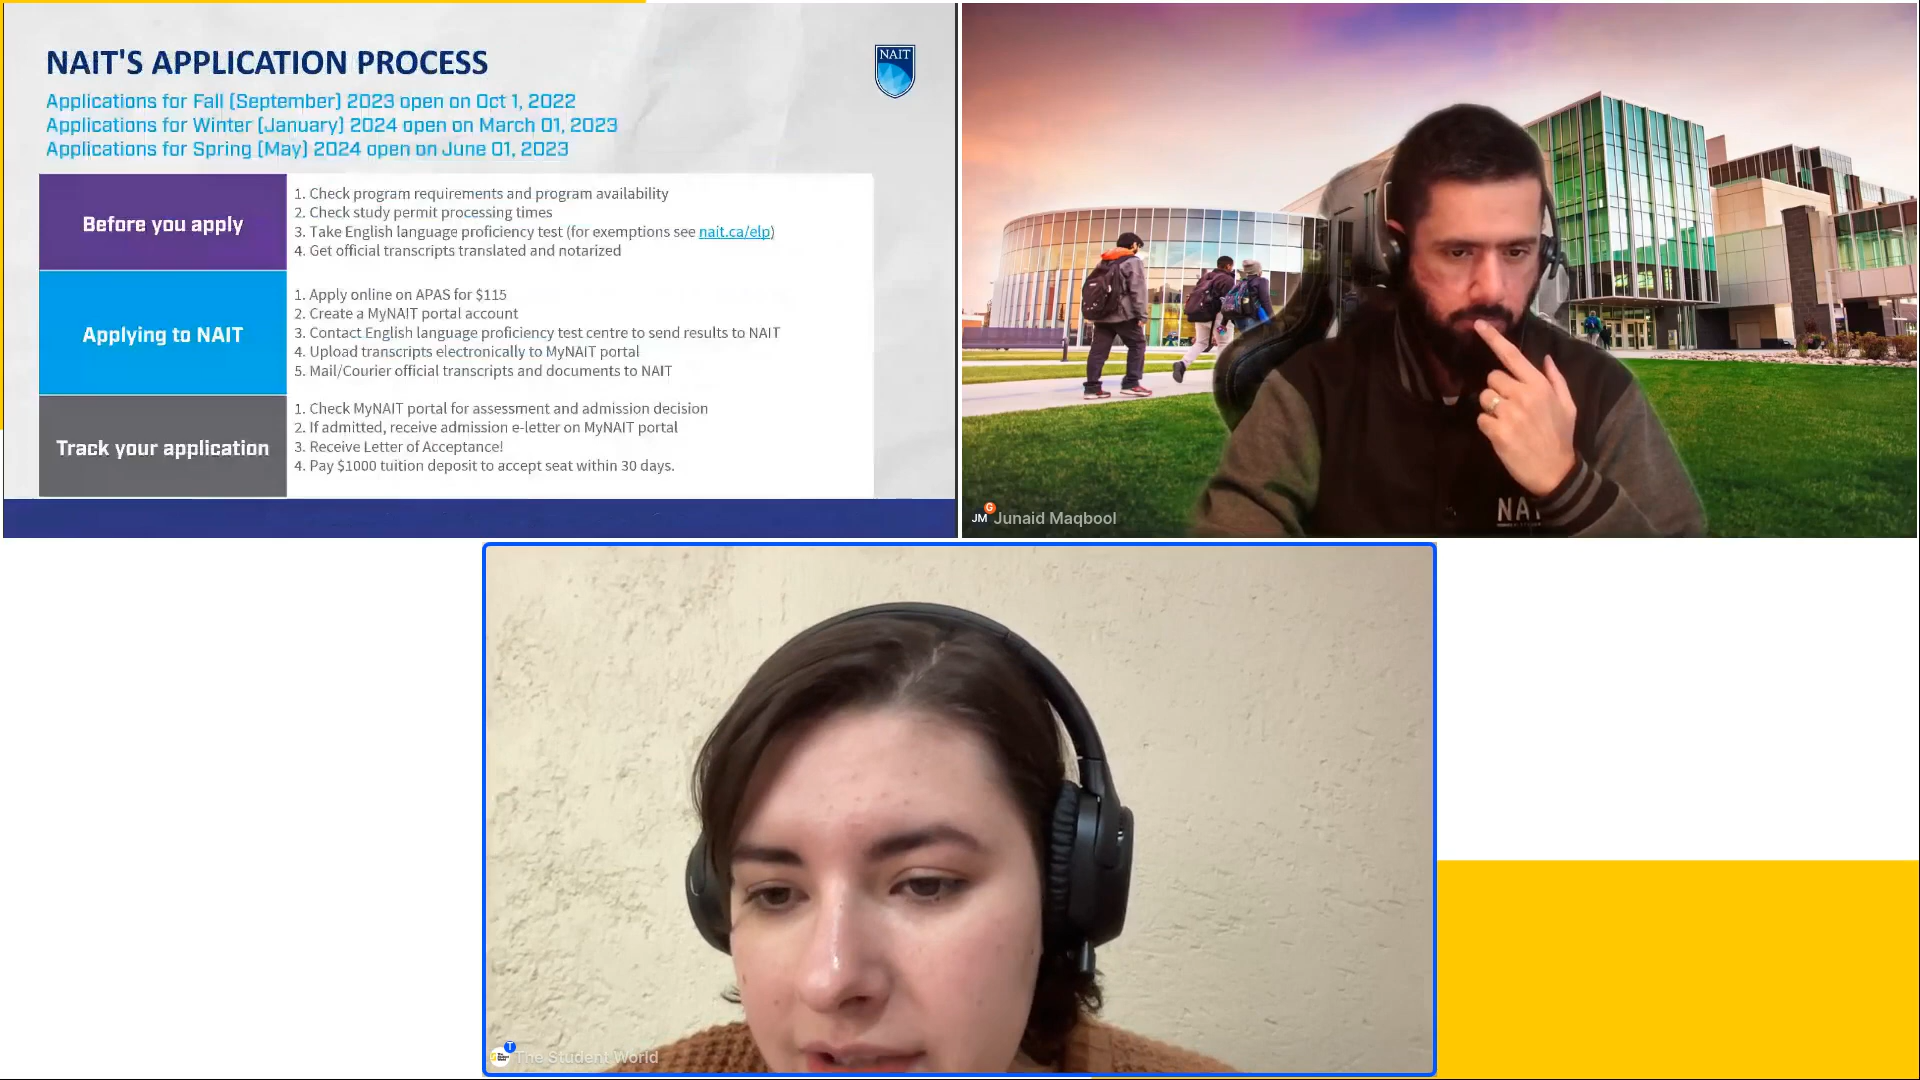 NAIT'S APPLICATION PROCESS
NAIT
Applications for Fall (September) 2023 open on Oct 1, 2022
Applications for Winter (January) 2024 open on March 01, 2023
Applications for Spring (May) 2024 open on June 01, 2023
Before you apply
1. Check program requirements and program availability
2. Check study permit processing times
3. Take English language proficiency test (for exemptions see nait.ca/elp)
4. Get official transcripts translated and notarized
Applying to NAIT
1. Apply online on APAS for $115
2. Create a MyNAIT portal account
3. Contact English language proficiency test centre to send results to NAIT
4. Upload transcripts electronically to MyNAIT portal
5. Mail/Courier official transcripts and documents to NAIT
Track your application
1. Check MyNAIT portal for assessment and admission decision
2. If admitted, receive admission e-letter on MyNAIT portal
3. Receive Letter of Acceptance!
4. Pay $1000 tuition deposit to accept seat within 30 days.
NAI
JM G Junaid Maqbool
T The Student World